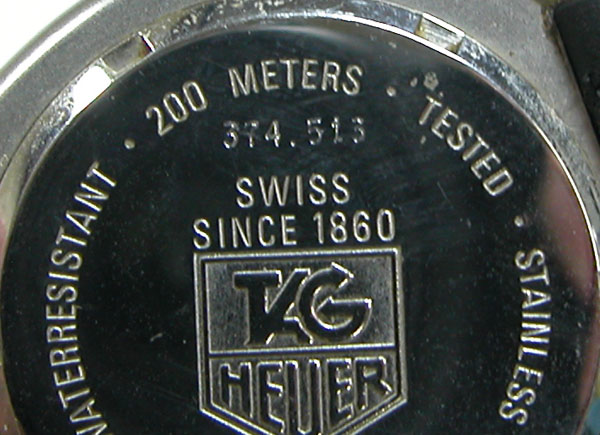 WATERRESISTANT · 200 METERS · TESTED · STAINLESS
374.513
SWISS
SINCE 1860
TAG
HEUER